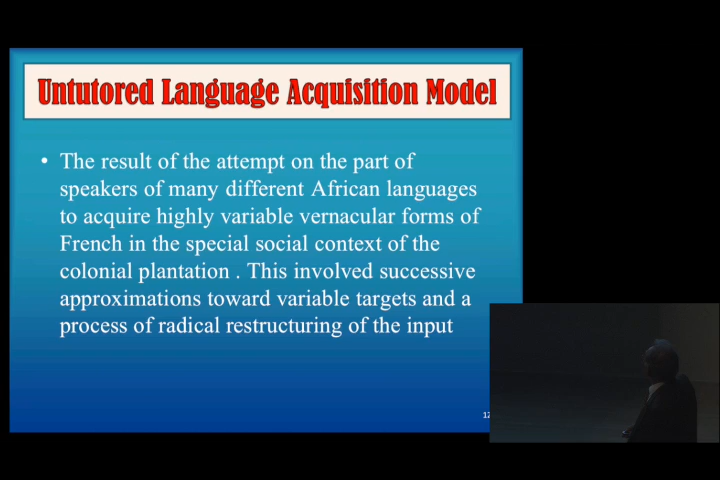 Untutored Language Acquisition Model
• The result of the attempt on the part of
speakers of many different African languages
to acquire highly variable vernacular forms of
French in the special social context of the
colonial plantation . This involved successive
approximations toward variable targets and a
process of radical restructuring of the input
12